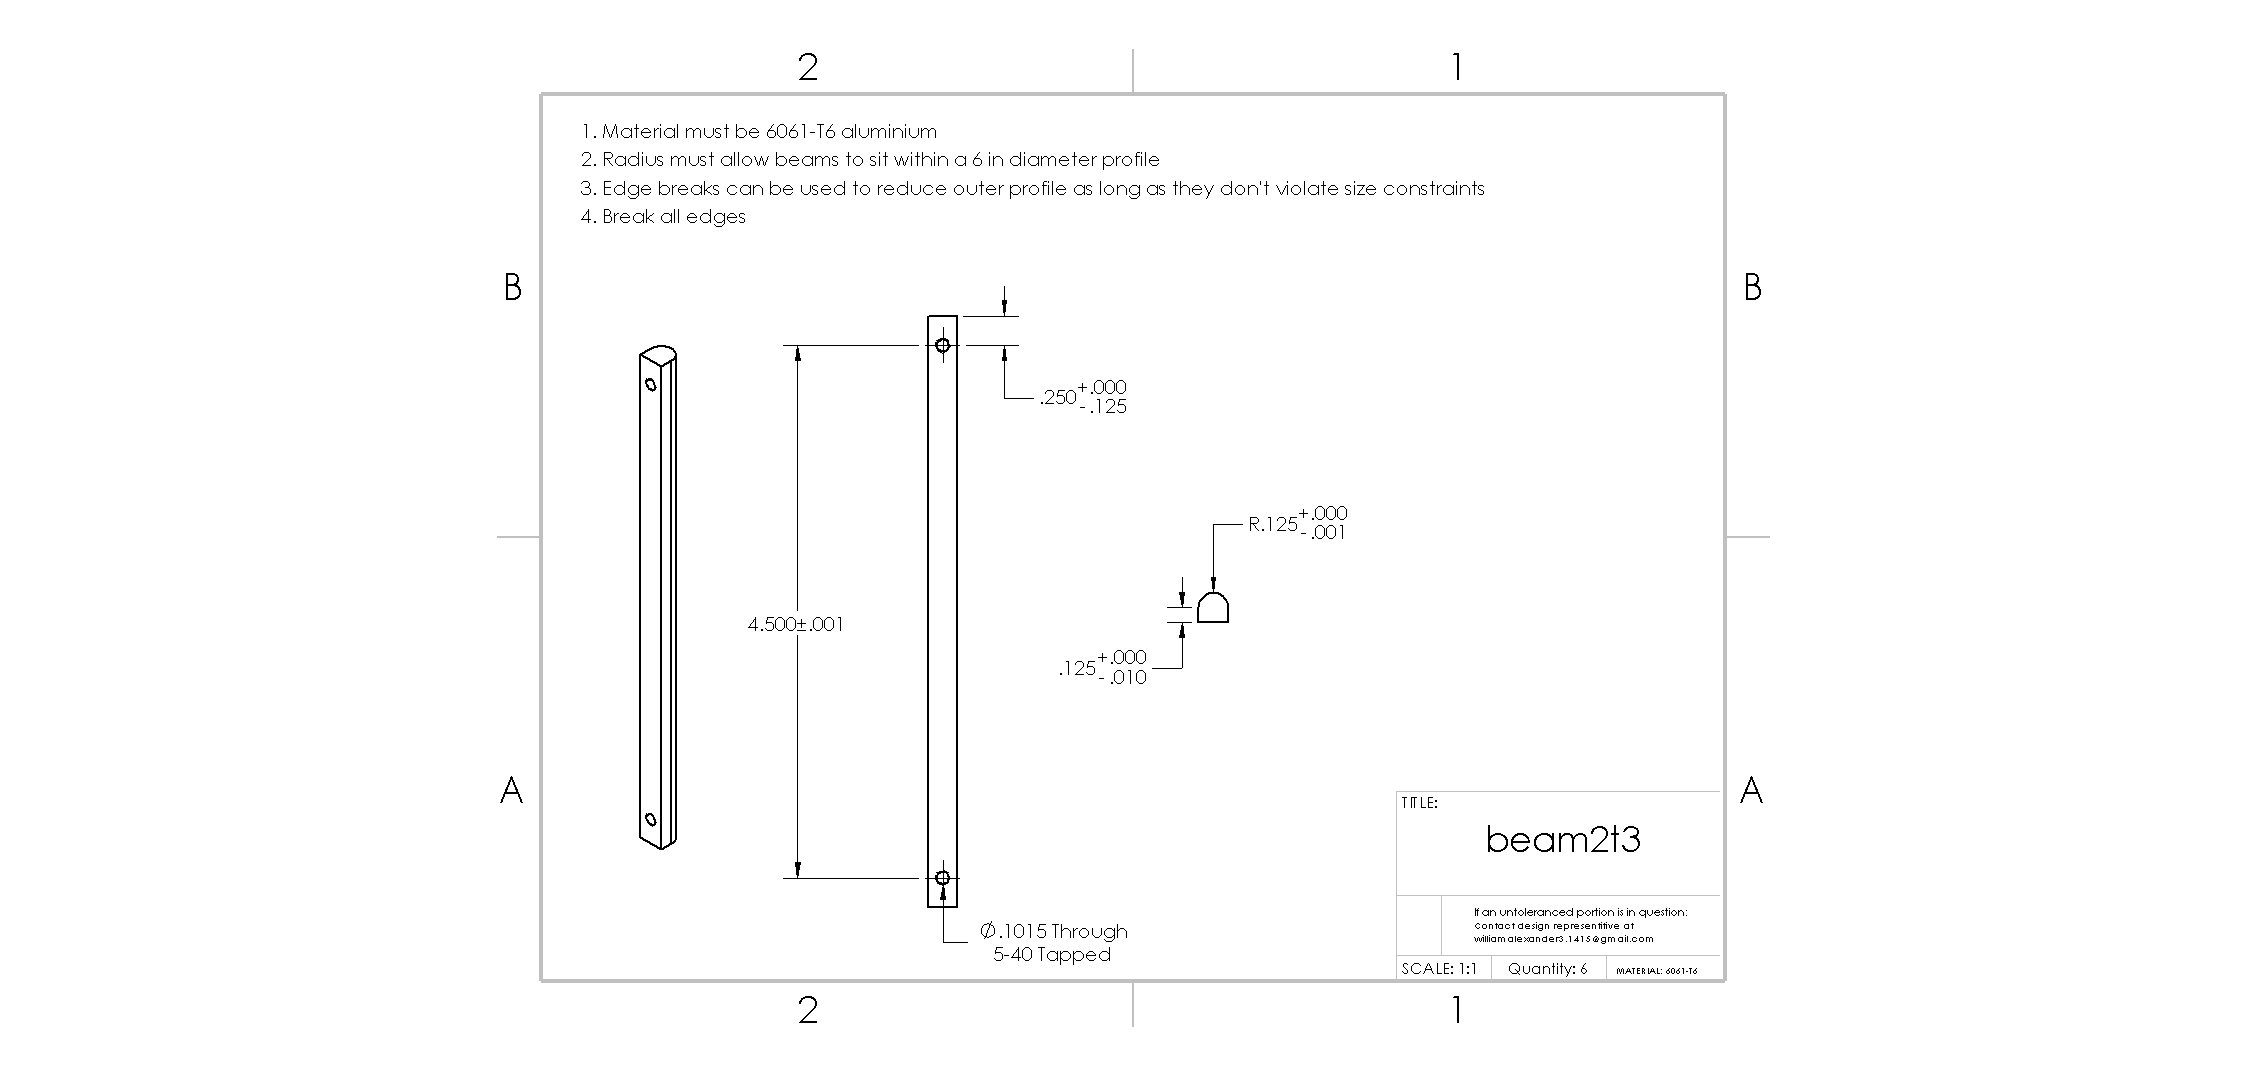 2
1
1. Material must be 6061-T6 aluminium
2. Radius must allow beams to sit within a 6 in diameter profile
3. Edge breaks can be used to reduce outer profile as long as they don't violate size constraints
4. Break all edges
B
B
.250 +.000
- .125
R.125 +.000
- .001
4.500±.001
.125 +.000
- .010
A
A
TITLE:
beam2t3
If an untoleranced portion is in question:
Contact design representitive at
williamalexander3.1415@gmail.com
Ø.1015 Through
5-40 Tapped
SCALE: 1:1 Quantity: 6 MATERIAL: 6061-T6
2
1